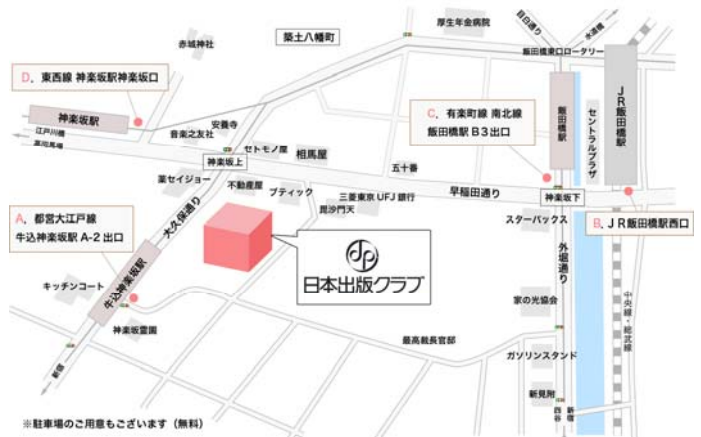 厚生年金病院
目白通り
水道橋
築土八幡町
赤城神社
飯田橋東口ロータリー
D. 東西線 神楽坂駅神楽坂口
JR飯田橋駅
飯田橋駅
セントラルプラザ
C. 有楽町線 南北線
飯田橋駅 B3出口
神楽坂駅
安養寺
音楽之友社
江戸川橋
高田馬場
セトモノ屋
相馬屋
神楽坂上
五十番
薬セイジョー
不動産屋
ブティック
三菱東京 UFJ 銀行
早稲田通り
神楽坂下
毘沙門天
大久保通り
A. 都営大江戸線
牛込神楽坂駅 A-2 出口
スターバックス
B. JR飯田橋駅西口
外堀通り
dp
日本出版クラブ
牛込神楽坂駅
キッチンコート
家の光協会
中央線・総武線
神楽坂霊園
最高裁長官邸
ガソリンスタンド
新宿
新見附
四谷
新宿
※駐車場のご用意もございます（無料）